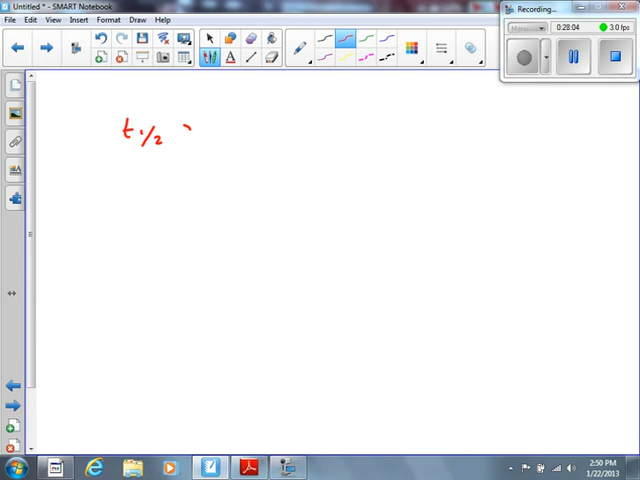 Untitled * - SMART Notebook
File Edit View Insert Format Draw Help
Recording...
Menu
0:28:04
3.0 fps
t 1/2
2:50 PM
1/22/2013